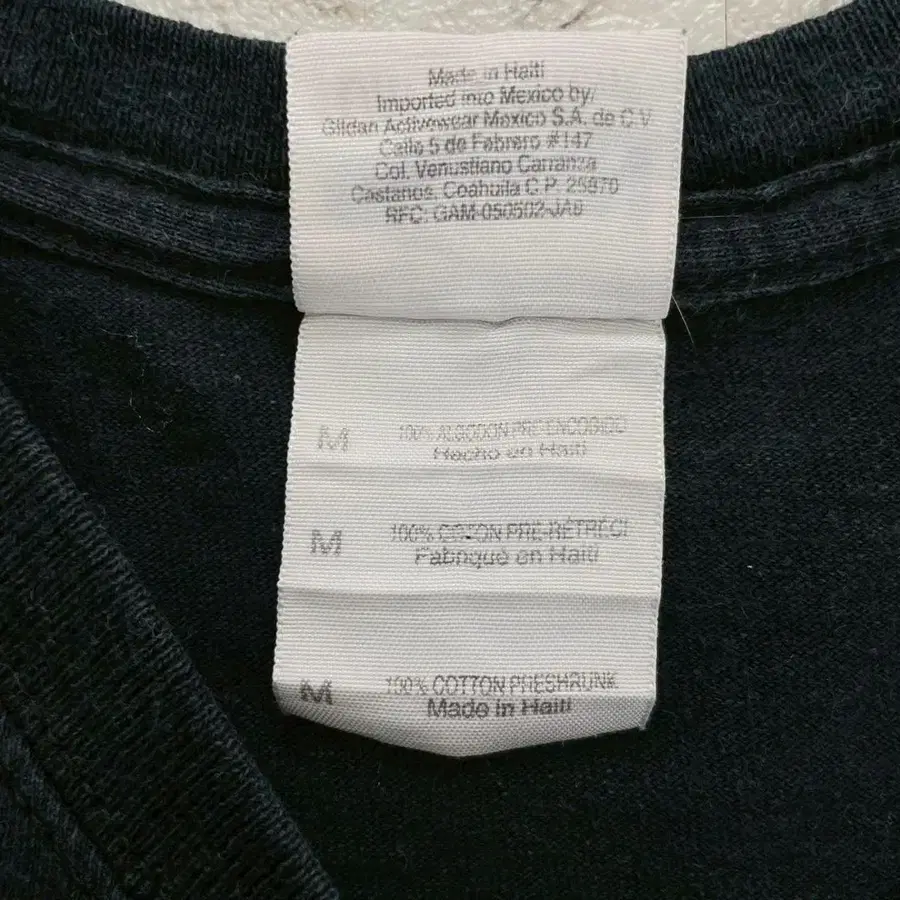 Made in Haiti
Imported into Mexico by:
Gildan Activewear Mexico S.A. de C.V
Calle 5 de Febrero #147
Col. Venustiano Carranza
Castanos, Coahuila C.P. 25870
RFC: GAM-050502-JA6
M 100% ALGODON PRE ENCOGIDO
Hecho en Haiti
M 100% COTON PRE-RÉTRÉCI
Fabriqué en Haiti
M 100% COTTON PRESHRUNK
Made in Haiti